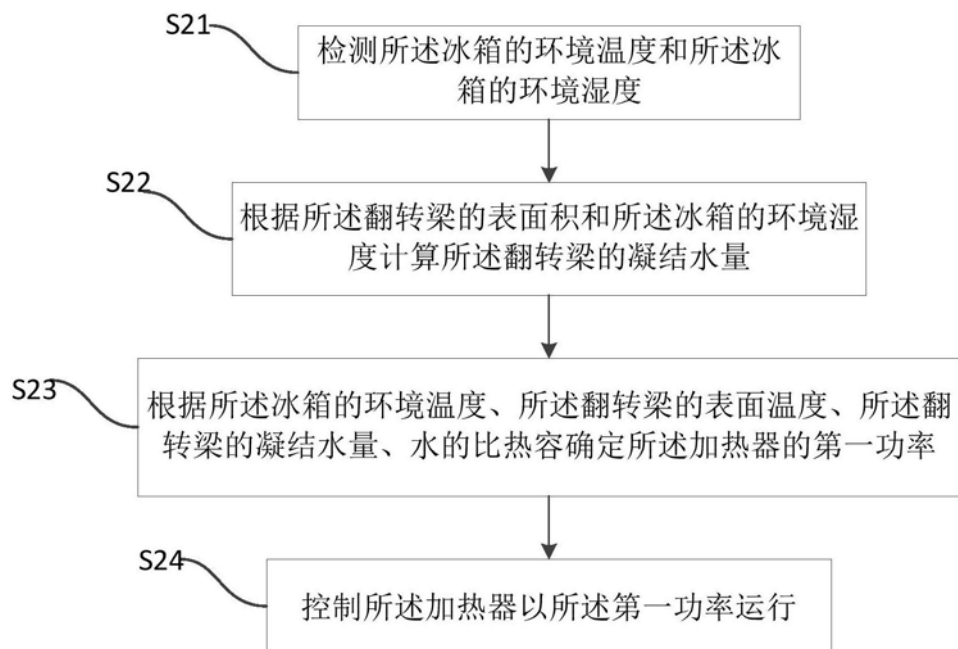 S21
检测所述冰箱的环境温度和所述冰
箱的环境湿度
S22
根据所述翻转梁的表面积和所述冰箱的环境湿
度计算所述翻转梁的凝结水量
S23
根据所述冰箱的环境温度、所述翻转梁的表面温度、所述翻
转梁的凝结水量、水的比热容确定所述加热器的第一功率
S24
控制所述加热器以所述第一功率运行